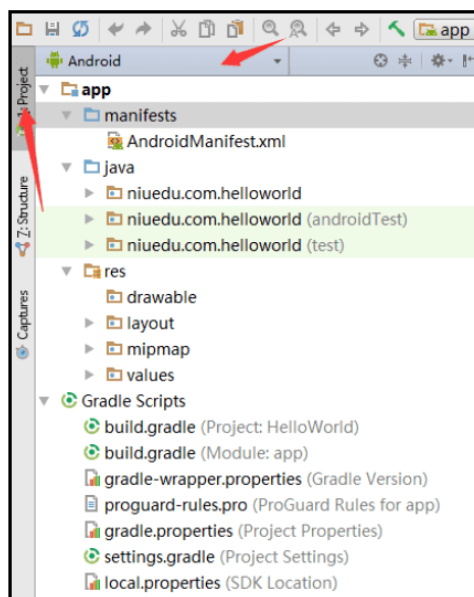 app
Android
1: Project
app
manifests
AndroidManifest.xml
java
niuedu.com.helloworld
niuedu.com.helloworld (androidTest)
niuedu.com.helloworld (test)
Z: Structure
res
drawable
layout
mipmap
values
Captures
Gradle Scripts
build.gradle (Project: HelloWorld)
build.gradle (Module: app)
gradle-wrapper.properties (Gradle Version)
proguard-rules.pro (ProGuard Rules for app)
gradle.properties (Project Properties)
settings.gradle (Project Settings)
local.properties (SDK Location)